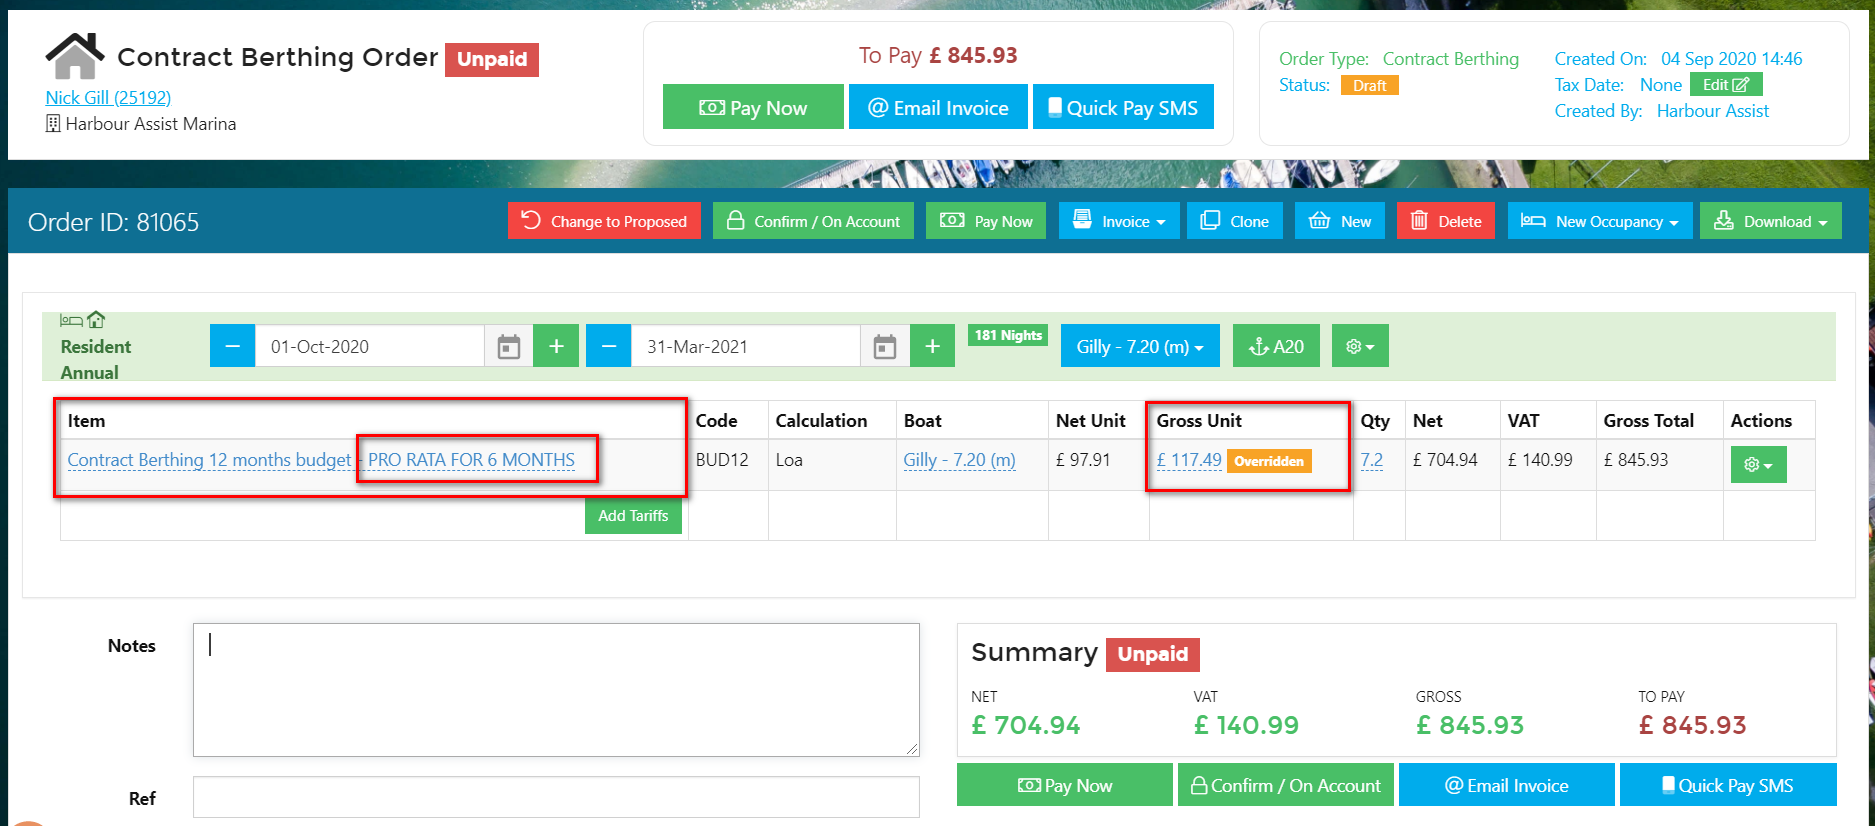 Contract Berthing Order Unpaid
Nick Gill (25192)
Harbour Assist Marina
To Pay £ 845.93
Pay Now @ Email Invoice Quick Pay SMS
Order Type: Contract Berthing
Status: Draft
Created On: 04 Sep 2020 14:46
Tax Date: None Edit
Created By: Harbour Assist
Order ID: 81065
Change to Proposed Confirm / On Account Pay Now Invoice Clone New Delete New Occupancy Download
Resident
Annual
01-Oct-2020 31-Mar-2021 181 Nights Gilly - 7.20 (m) A20
Item Code Calculation Boat Net Unit Gross Unit Qty Net VAT Gross Total Actions
Contract Berthing 12 months budget - PRO RATA FOR 6 MONTHS BUD12 Loa Gilly - 7.20 (m) £ 97.91 £ 117.49 Overridden 7.2 £ 704.94 £ 140.99 £ 845.93
Add Tariffs
Notes
Ref
Summary Unpaid
NET VAT GROSS TO PAY
£ 704.94 £ 140.99 £ 845.93 £ 845.93
Pay Now Confirm / On Account @ Email Invoice Quick Pay SMS